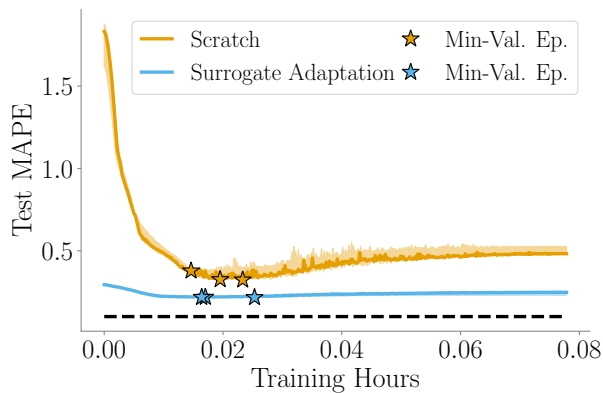 Scratch
Min-Val. Ep.
Surrogate Adaptation
Min-Val. Ep.
Test MAPE
1.5
1.0
0.5
0.00
0.02
0.04
0.06
0.08
Training Hours